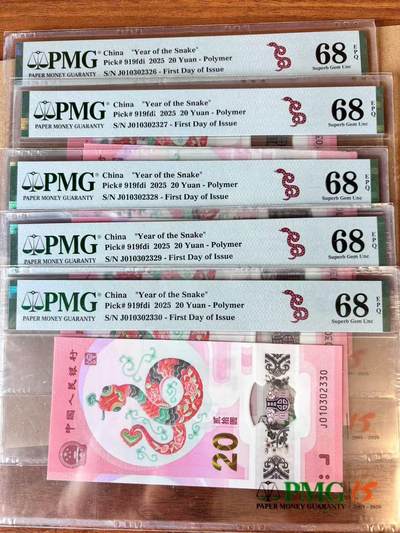 PMG
PAPER MONEY GUARANTY
China "Year of the Snake"
Pick# 919fdi 2025 20 Yuan - Polymer
S/N J010302326 - First Day of Issue
68
EPQ
Superb Gem Unc
PMG
PAPER MONEY GUARANTY
China "Year of the Snake"
Pick# 919fdi 2025 20 Yuan - Polymer
S/N J010302327 - First Day of Issue
68
EPQ
Superb Gem Unc
PMG
PAPER MONEY GUARANTY
China "Year of the Snake"
Pick# 919fdi 2025 20 Yuan - Polymer
S/N J010302328 - First Day of Issue
68
EPQ
Superb Gem Unc
PMG
PAPER MONEY GUARANTY
China "Year of the Snake"
Pick# 919fdi 2025 20 Yuan - Polymer
S/N J010302329 - First Day of Issue
68
EPQ
Superb Gem Unc
PMG
PAPER MONEY GUARANTY
China "Year of the Snake"
Pick# 919fdi 2025 20 Yuan - Polymer
S/N J010302330 - First Day of Issue
68
EPQ
Superb Gem Unc
中国人民银行
贰拾圆
20
J010302330
PMG 15
PAPER MONEY GUARANTY